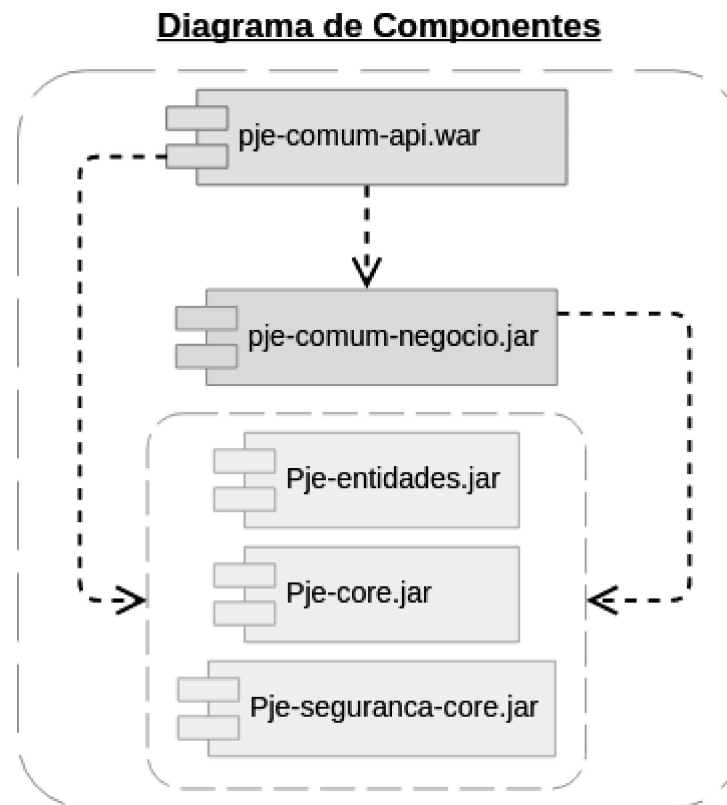 Diagrama de Componentes
pje-comum-api.war
pje-comum-negocio.jar
Pje-entidades.jar
Pje-core.jar
Pje-seguranca-core.jar